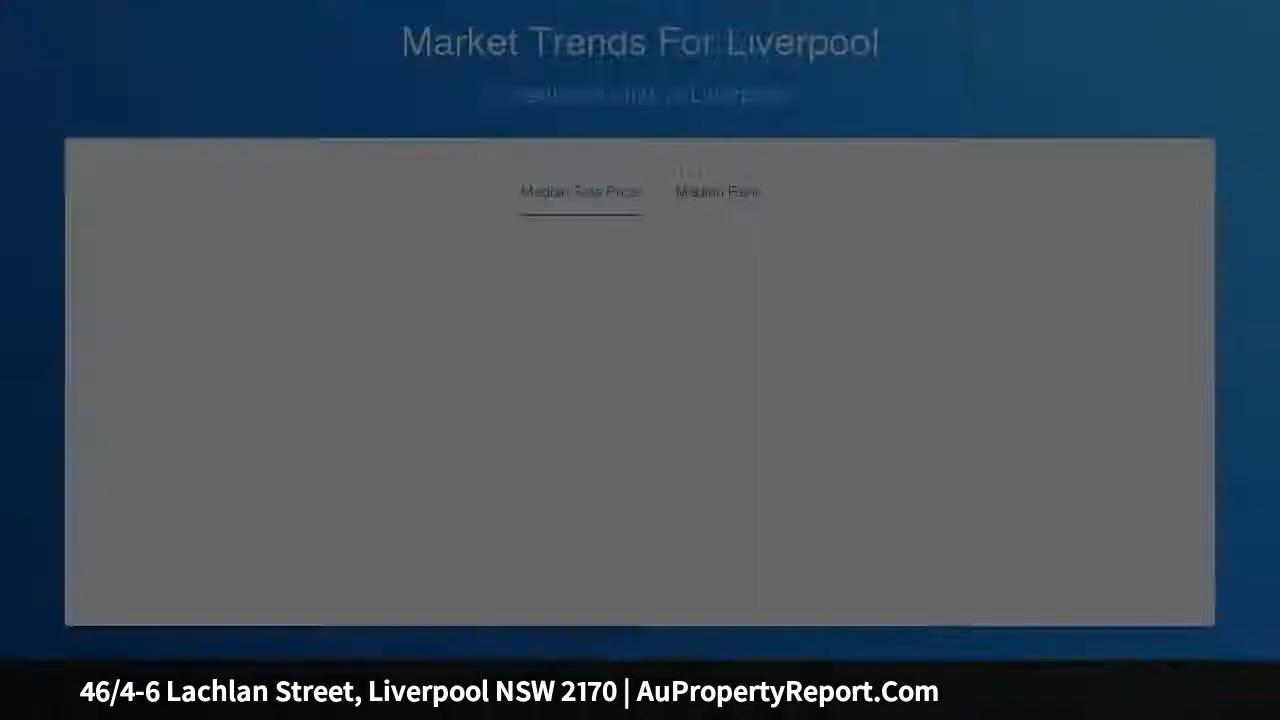 Market Trends For Liverpool
Median Sale Price Median Rent
46/4-6 Lachlan Street, Liverpool NSW 2170 | AuPropertyReport.Com